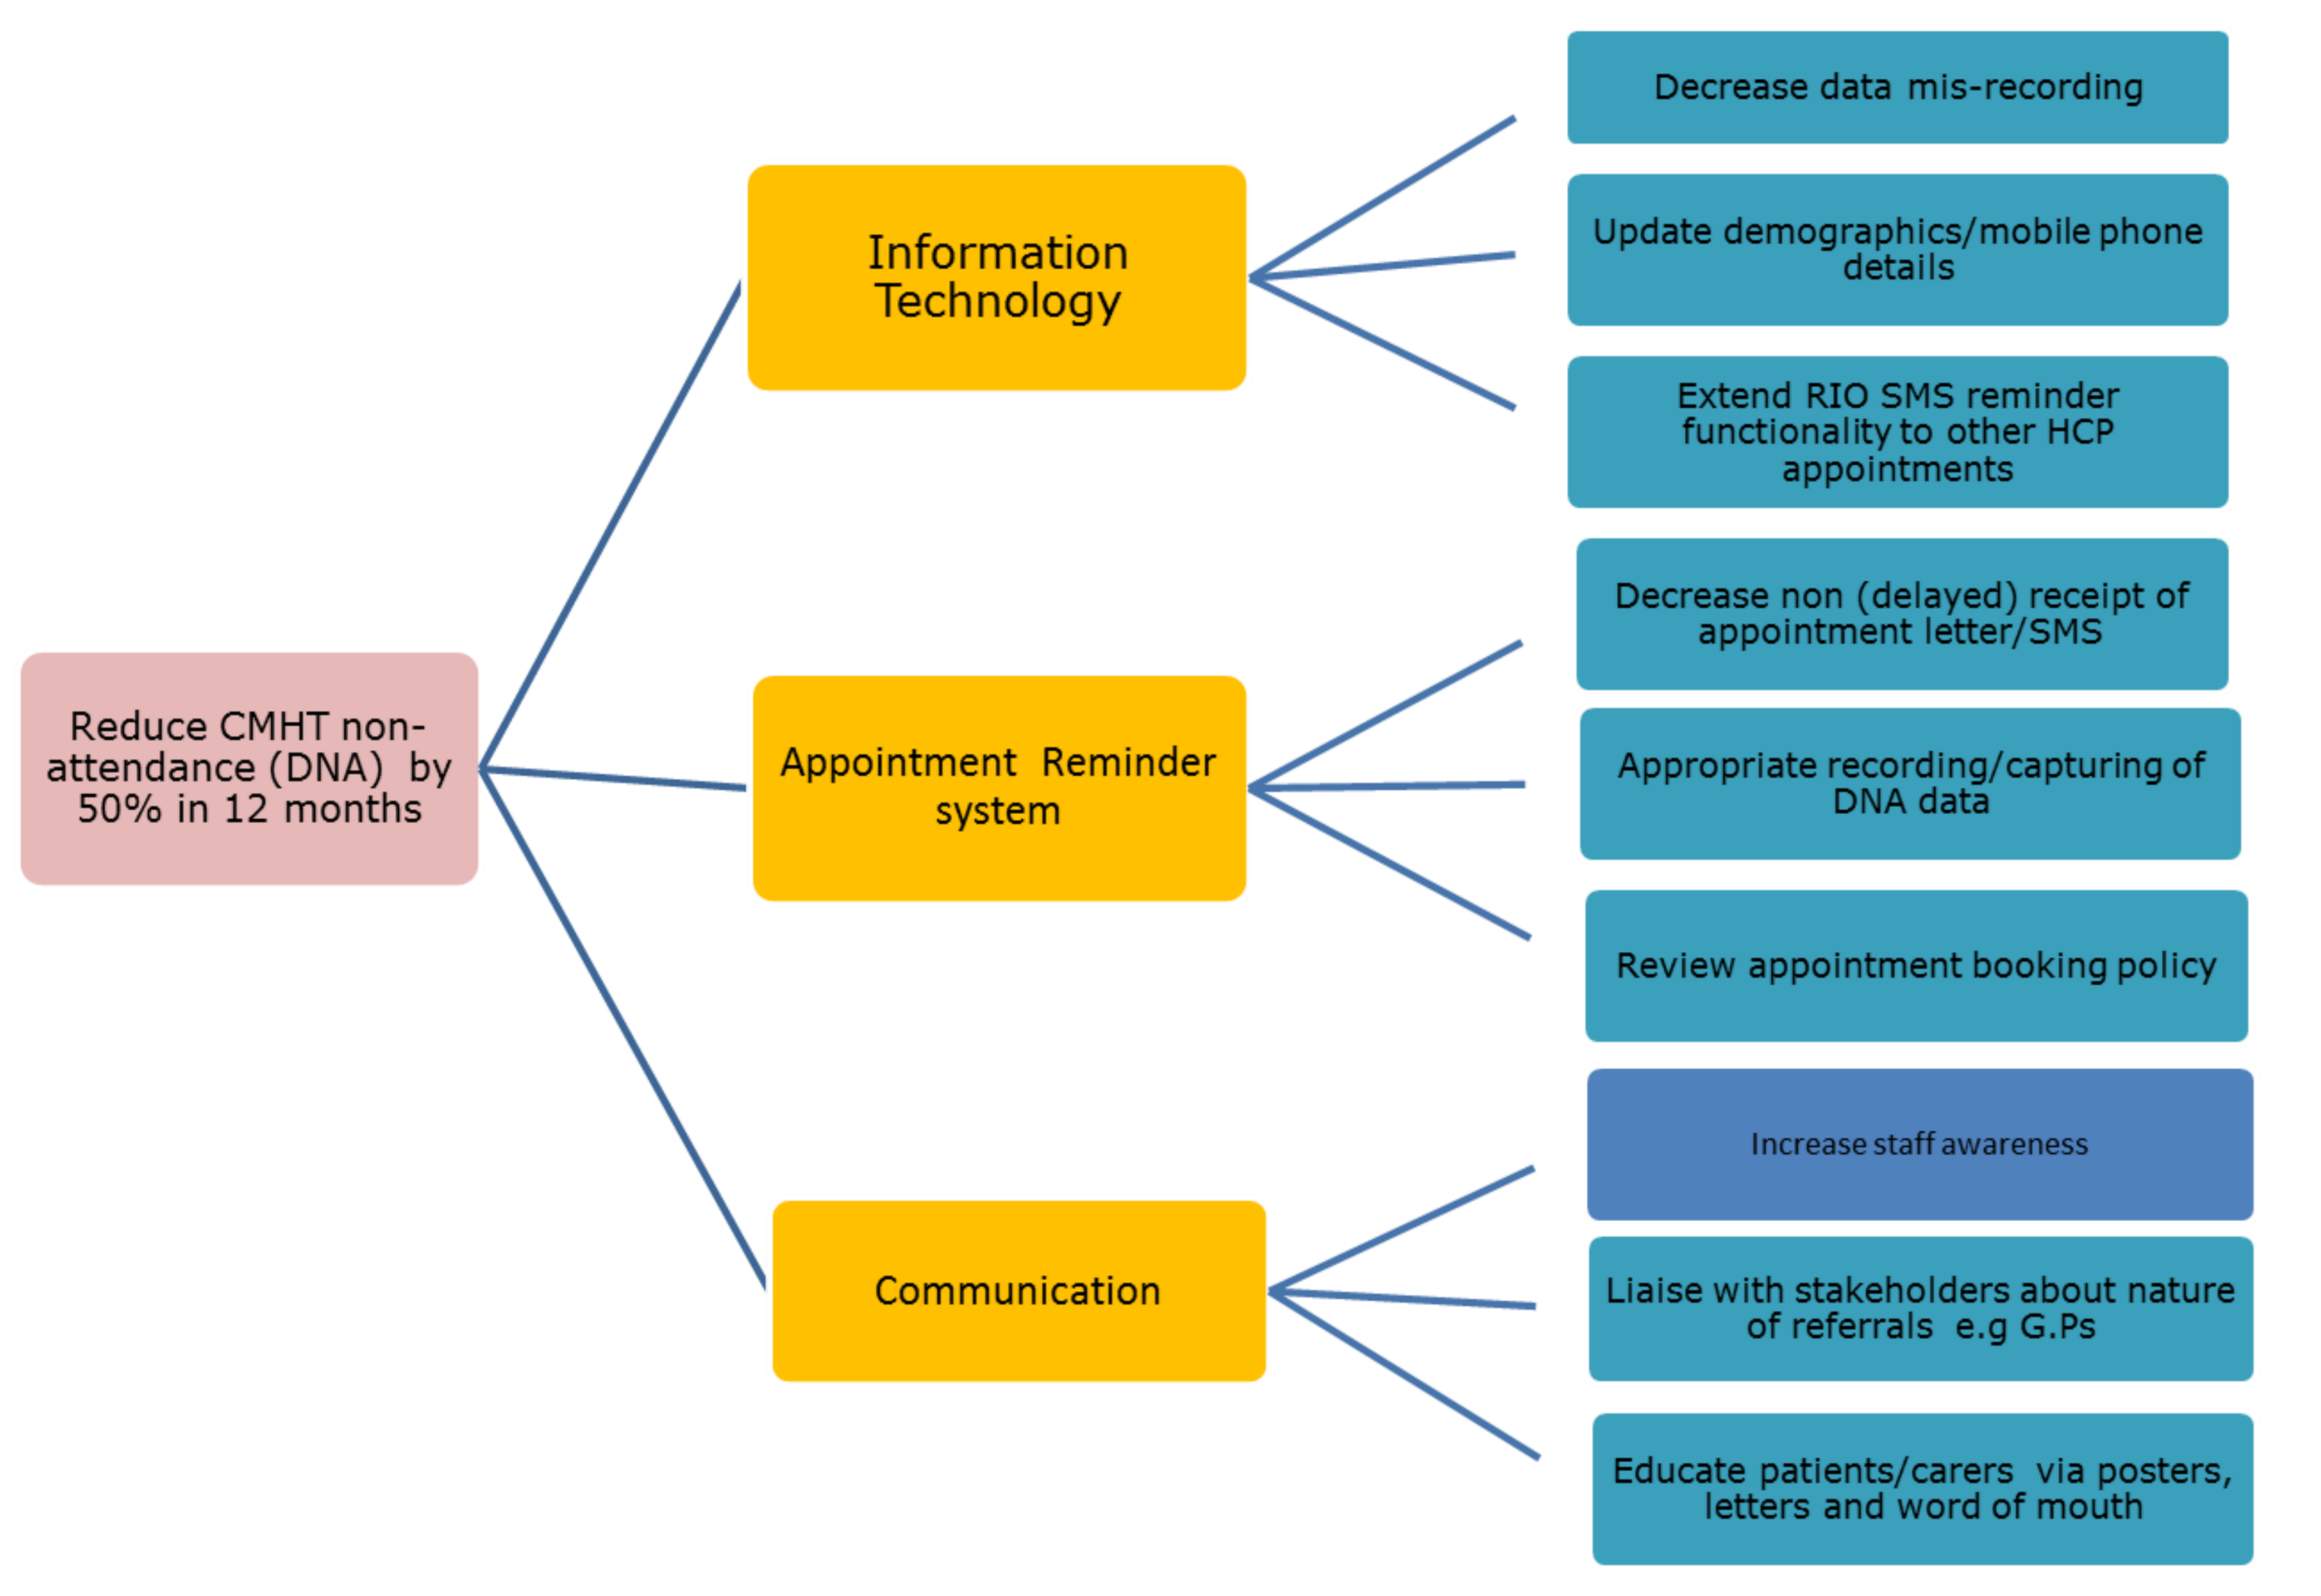 Decrease data mis-recording
Update demographics/mobile phone
details
Information
Technology
Extend RIO SMS reminder
functionality to other HCP
appointments
Decrease non (delayed) receipt of
appointment letter/SMS
Reduce CMHT non-
attendance (DNA) by
50% in 12 months
Appointment Reminder
system
Appropriate recording/capturing of
DNA data
Review appointment booking policy
Increase staff awareness
Communication
Liaise with stakeholders about nature
of referrals e.g G.Ps
Educate patients/carers via posters,
letters and word of mouth